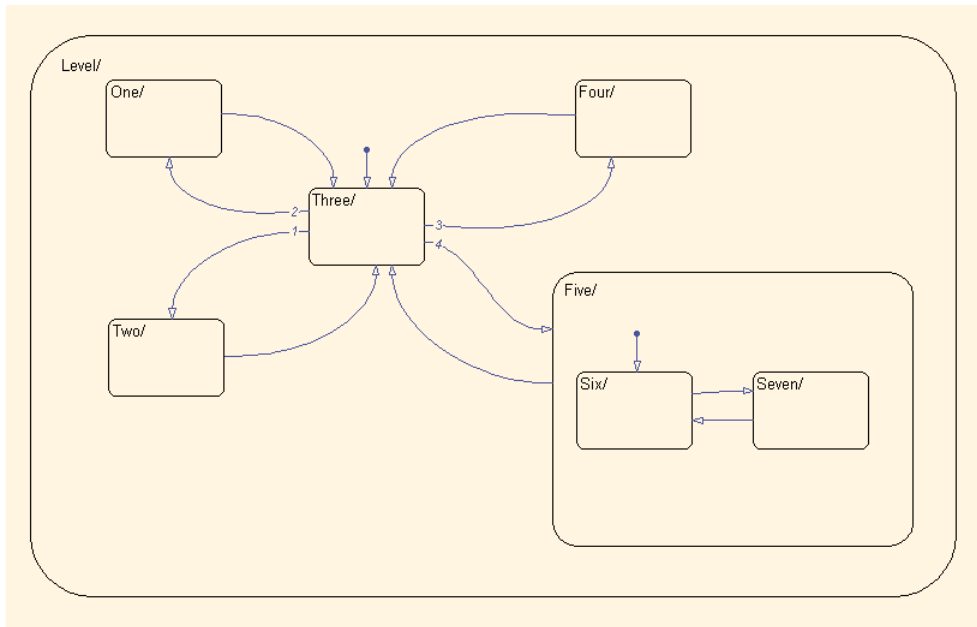 Level/
One/
Four/
Three/
2
3
1
4
Five/
Two/
Six/
Seven/